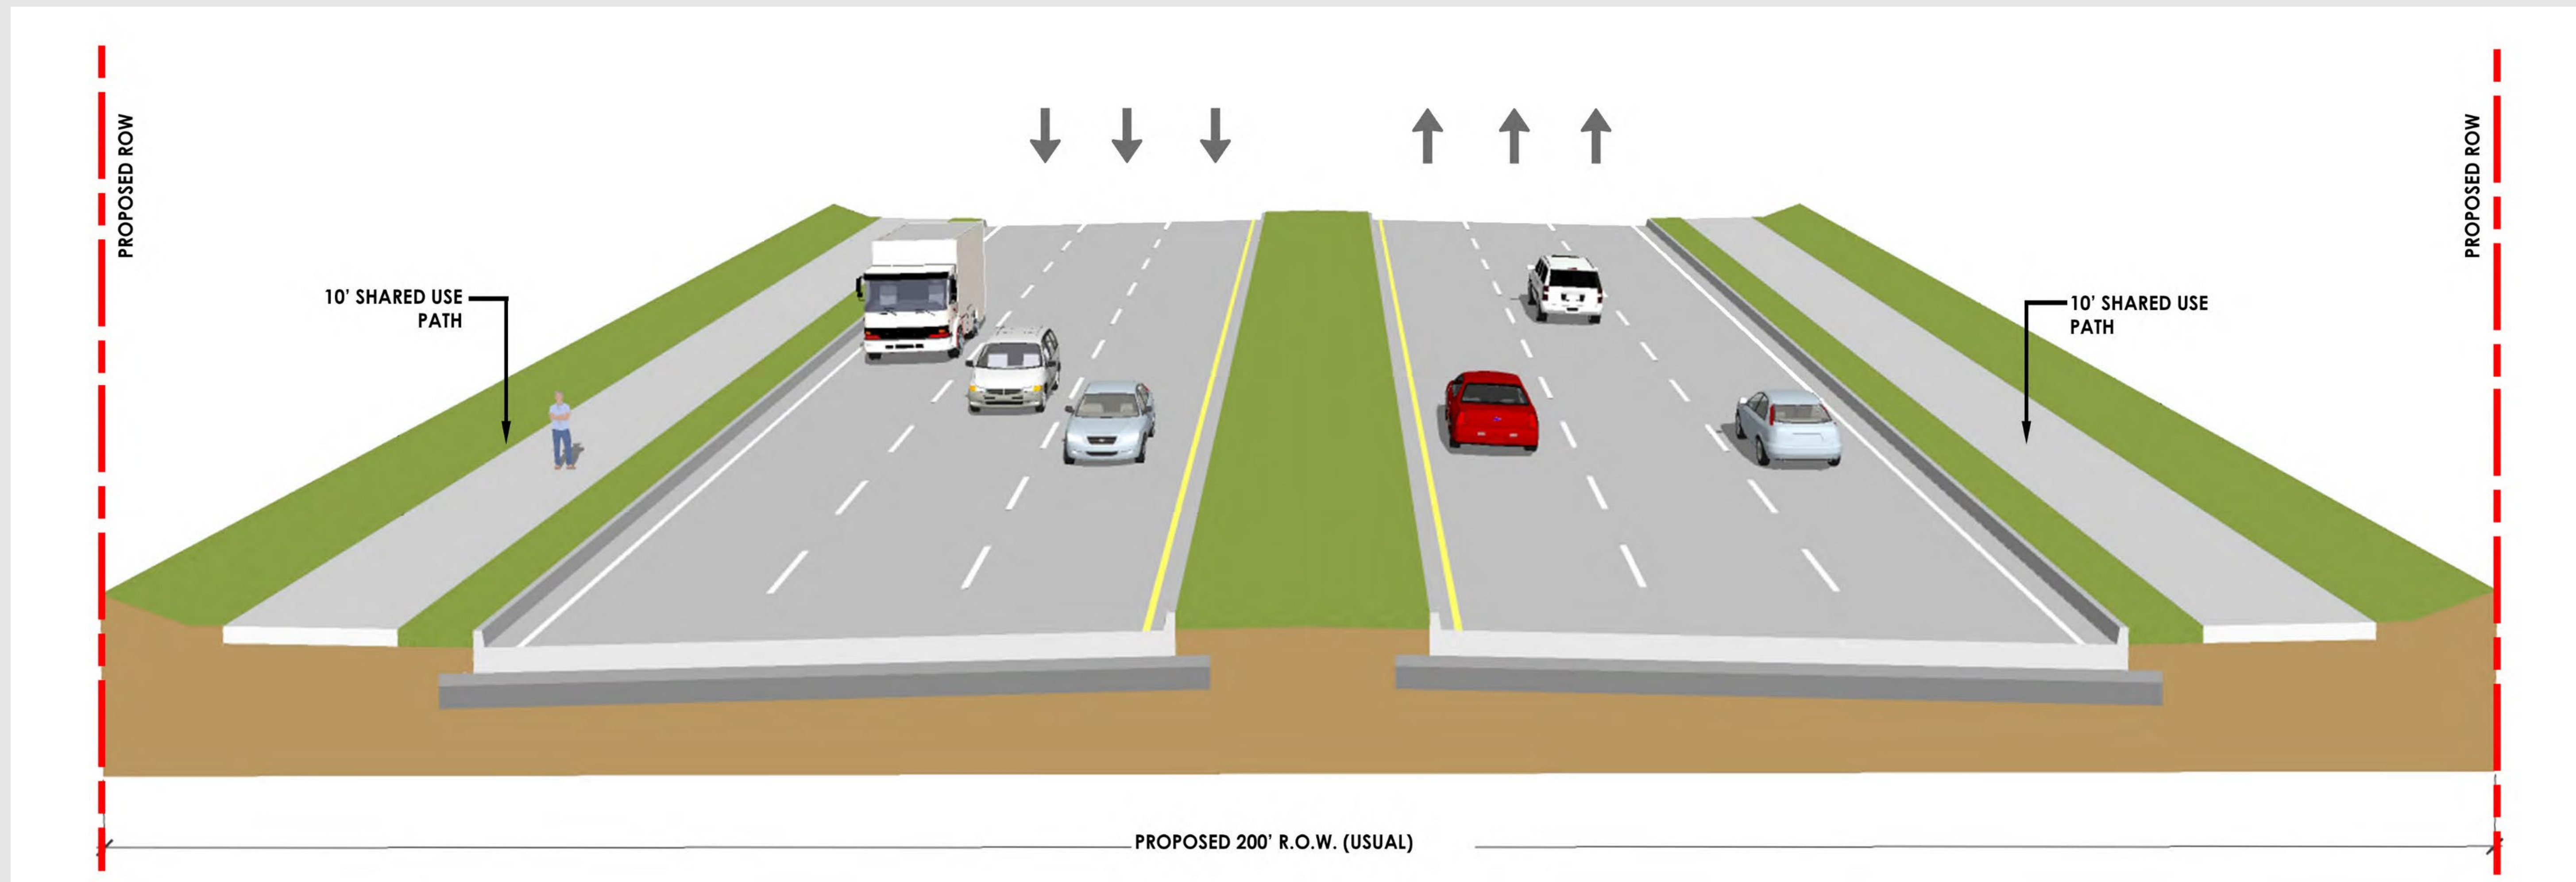 PROPOSED ROW
PROPOSED ROW
10' SHARED USE
PATH
10' SHARED USE
PATH
PROPOSED 200' R.O.W. (USUAL)